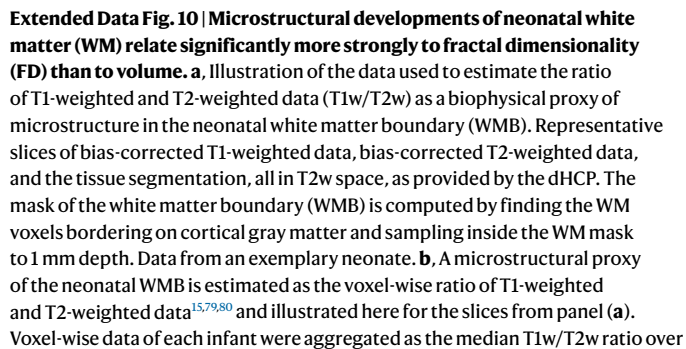 Extended Data Fig. 10 | Microstructural developments of neonatal white
matter (WM) relate significantly more strongly to fractal dimensionality
(FD) than to volume. a, Illustration of the data used to estimate the ratio
of T1-weighted and T2-weighted data (T1w/T2w) as a biophysical proxy of
microstructure in the neonatal white matter boundary (WMB). Representative
slices of bias-corrected T1-weighted data, bias-corrected T2-weighted data,
and the tissue segmentation, all in T2w space, as provided by the dHCP. The
mask of the white matter boundary (WMB) is computed by finding the WM
voxels bordering on cortical gray matter and sampling inside the WM mask
to 1 mm depth. Data from an exemplary neonate. b, A microstructural proxy
of the neonatal WMB is estimated as the voxel-wise ratio of T1-weighted
and T2-weighted data15,79,80 and illustrated here for the slices from panel (a).
Voxel-wise data of each infant were aggregated as the median T1w/T2w ratio over